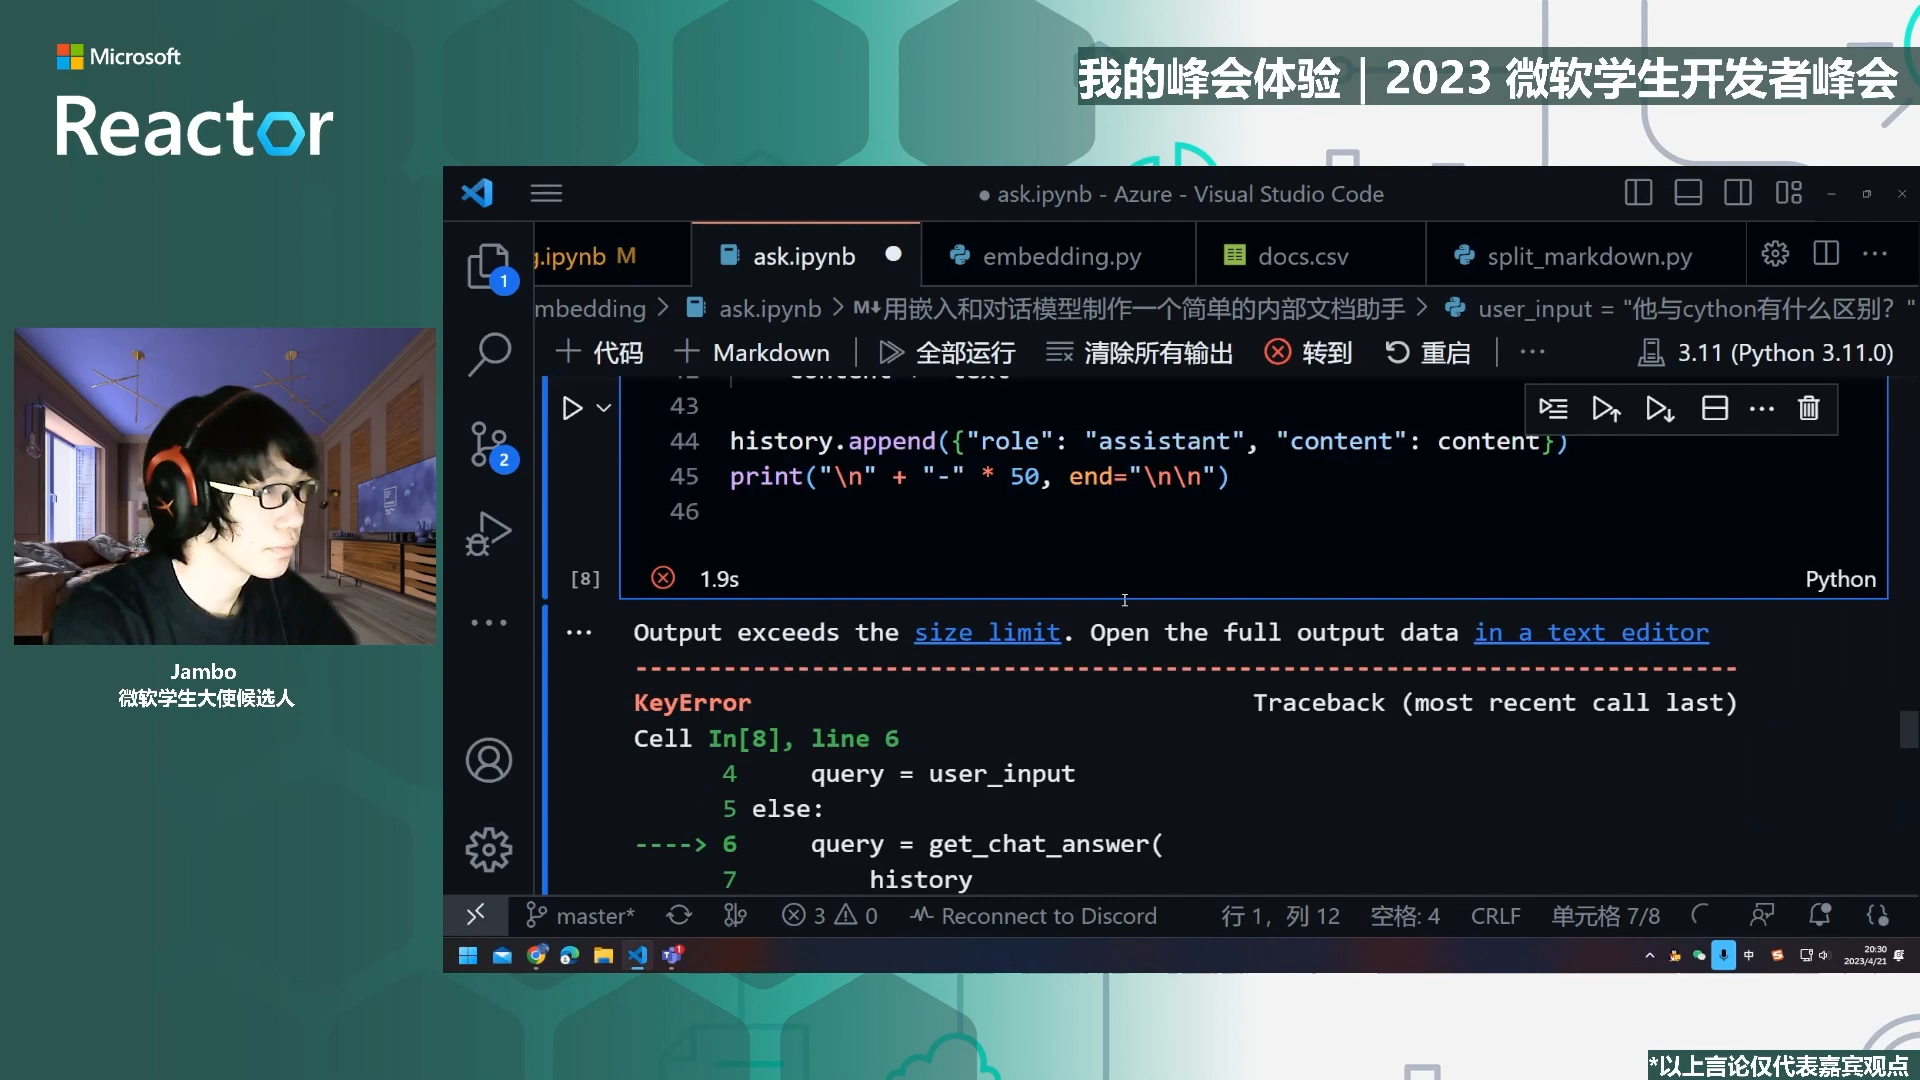 Microsoft
Reactor
我的峰会体验｜2023 微软学生开发者峰会
● ask.ipynb - Azure - Visual Studio Code
g.ipynb M
ask.ipynb
embedding.py
docs.csv
split_markdown.py
1
mbedding > ask.ipynb > M↓用嵌入和对话模型制作一个简单的内部文档助手 > user_input = "他与cython有什么区别？"
代码
Markdown
全部运行
清除所有输出
转到
重启
3.11 (Python 3.11.0)
43
44 history.append({"role": "assistant", "content": content})
45 print("\n" + "-" * 50, end="\n\n")
46
2
[8]
1.9s
Python
Output exceeds the size limit. Open the full output data in a text editor
---------------------------------------------------------------------------
KeyError Traceback (most recent call last)
Cell In[8], line 6
4 query = user_input
5 else:
----> 6 query = get_chat_answer(
7 history
Jambo
微软学生大使候选人
master*
3
0
Reconnect to Discord
行 1，列 12
空格: 4
CRLF
单元格 7/8
1
中
20:30
2023/4/21
*以上言论仅代表嘉宾观点